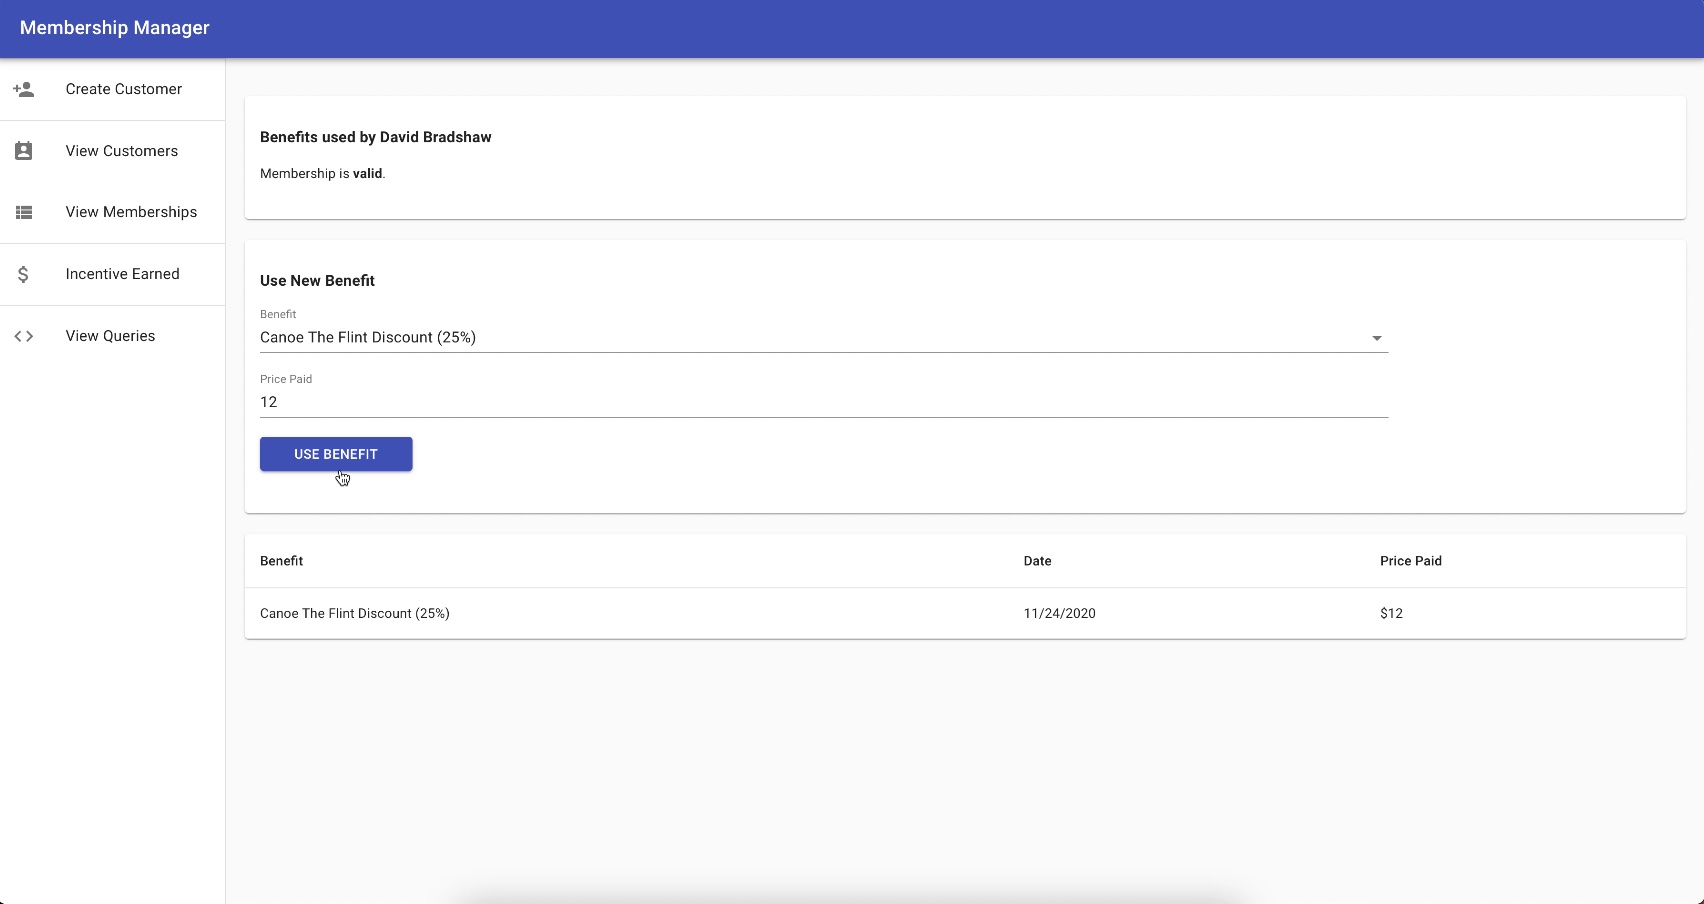 Membership Manager
Create Customer
View Customers
View Memberships
Incentive Earned
View Queries
Benefits used by David Bradshaw
Membership is valid.
Use New Benefit
Benefit
Canoe The Flint Discount (25%)
Price Paid
12
USE BENEFIT
Benefit Date Price Paid
Canoe The Flint Discount (25%) 11/24/2020 $12